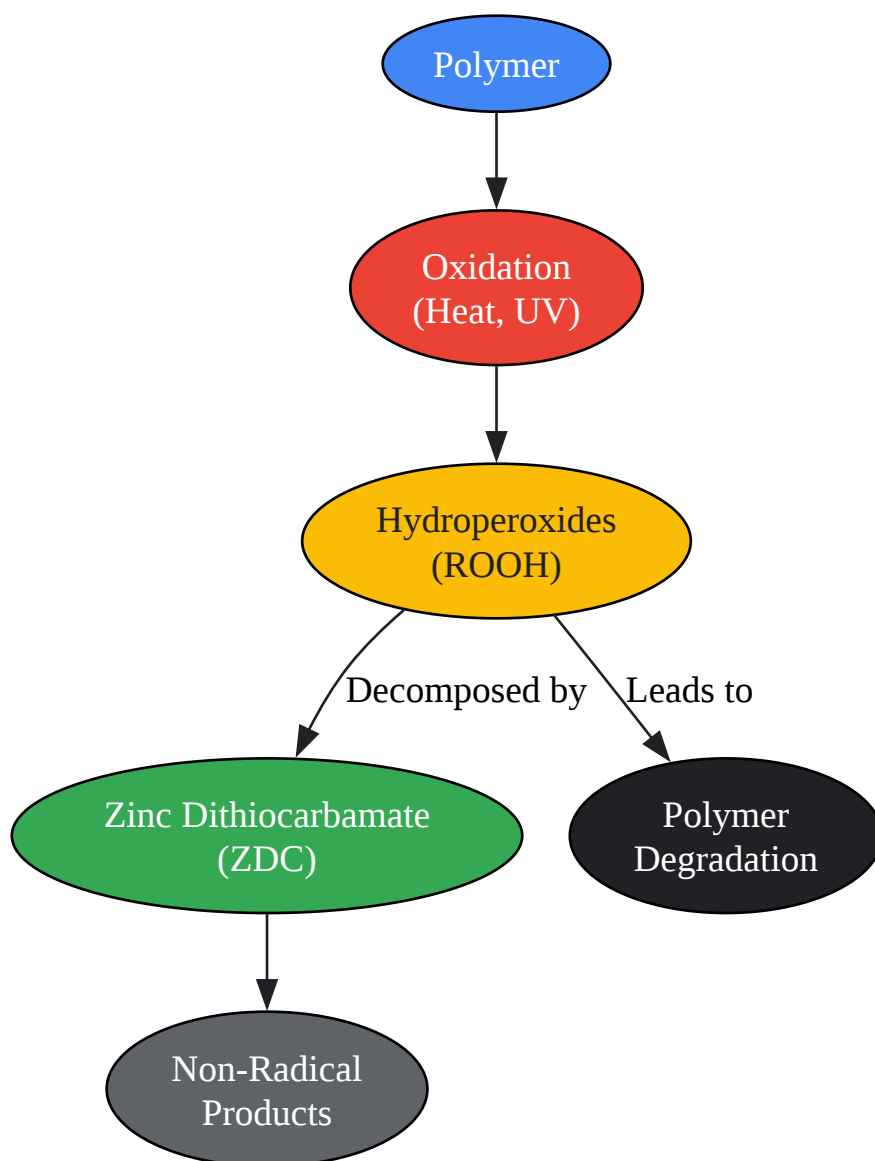 Polymer
Oxidation
(Heat, UV)
Hydroperoxides
(ROOH)
Decomposed by
Leads to
Zinc Dithiocarbamate
(ZDC)
Polymer
Degradation
Non-Radical
Products